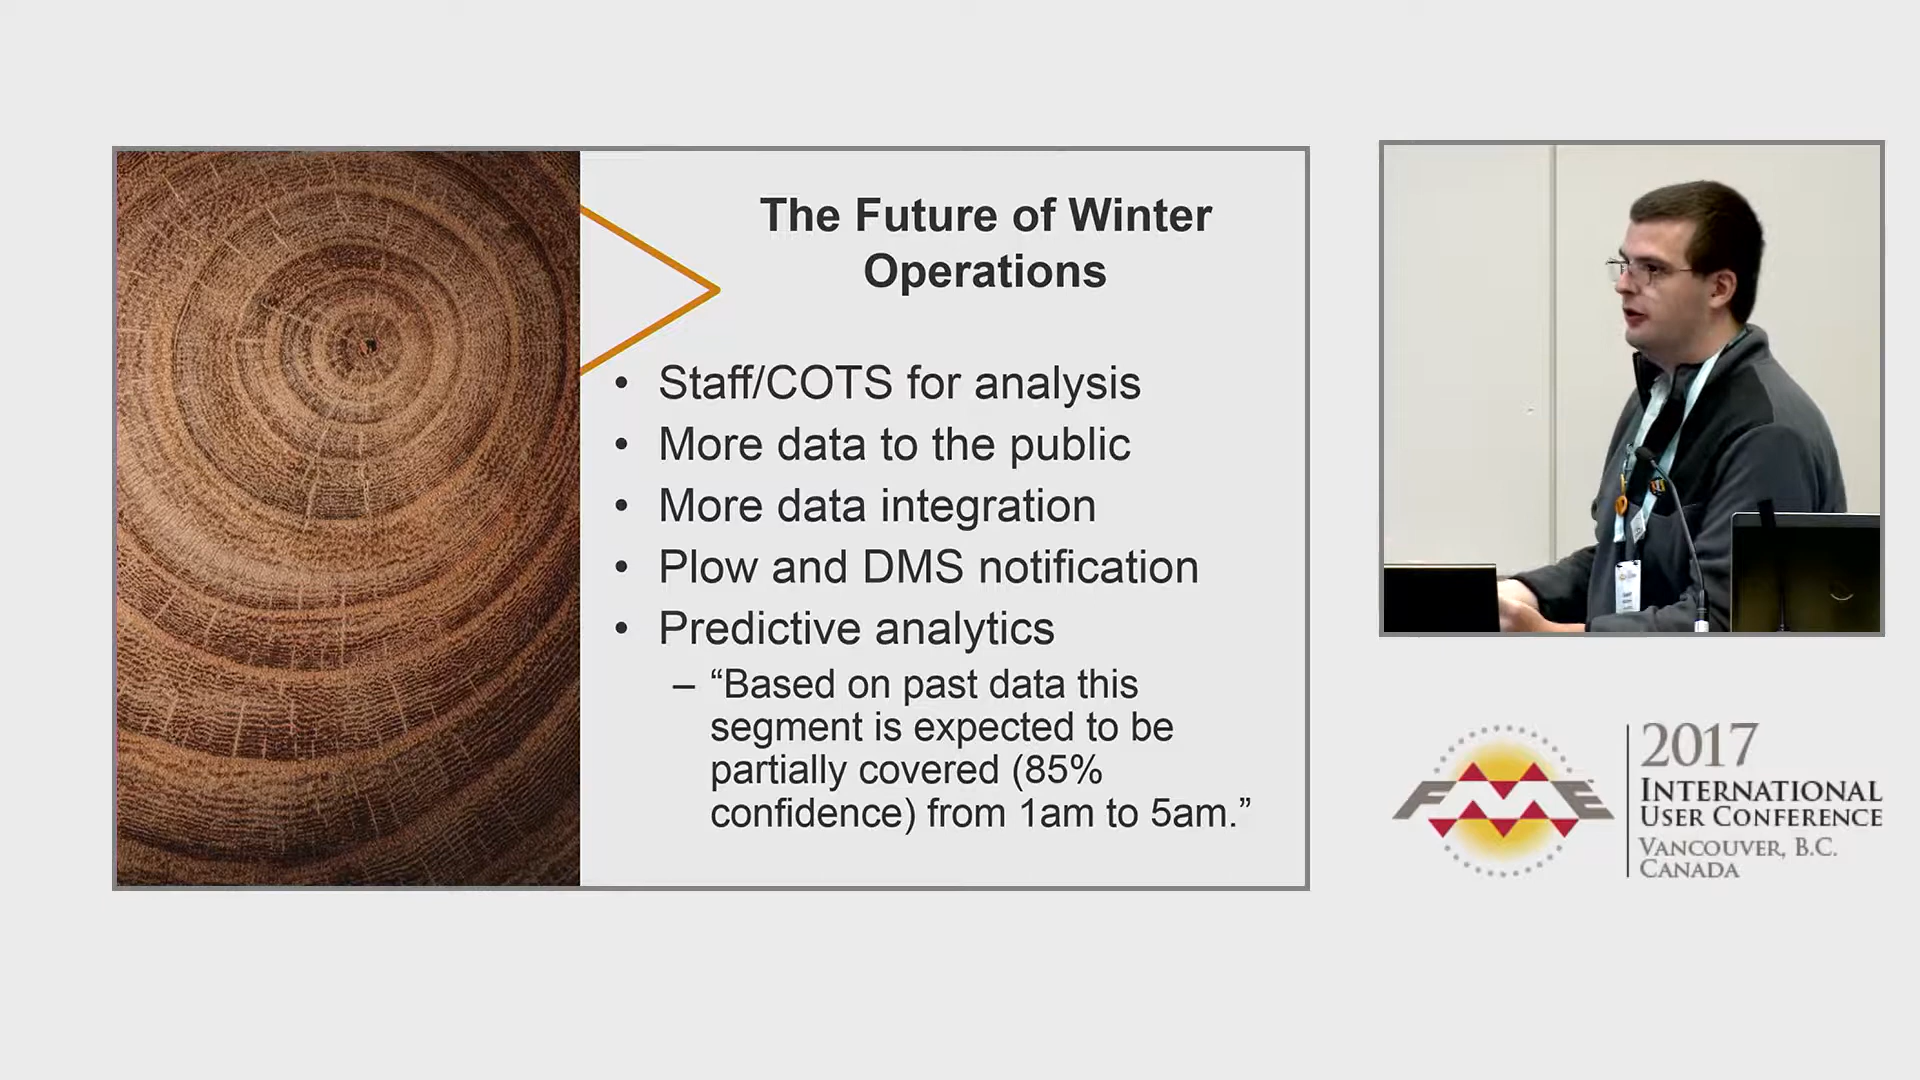 The Future of Winter
Operations
• Staff/COTS for analysis
• More data to the public
• More data integration
• Plow and DMS notification
• Predictive analytics
– “Based on past data this
segment is expected to be
partially covered (85%
confidence) from 1am to 5am.”
FME
2017
INTERNATIONAL
USER CONFERENCE
VANCOUVER, B.C.
CANADA